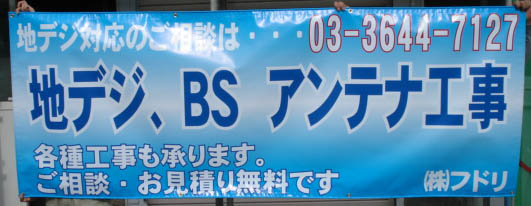 地デジ対応のご相談は・・・03-3644-7127
地デジ、BS アンテナ工事
各種工事も承ります。
ご相談・お見積り無料です ㈱フドリ